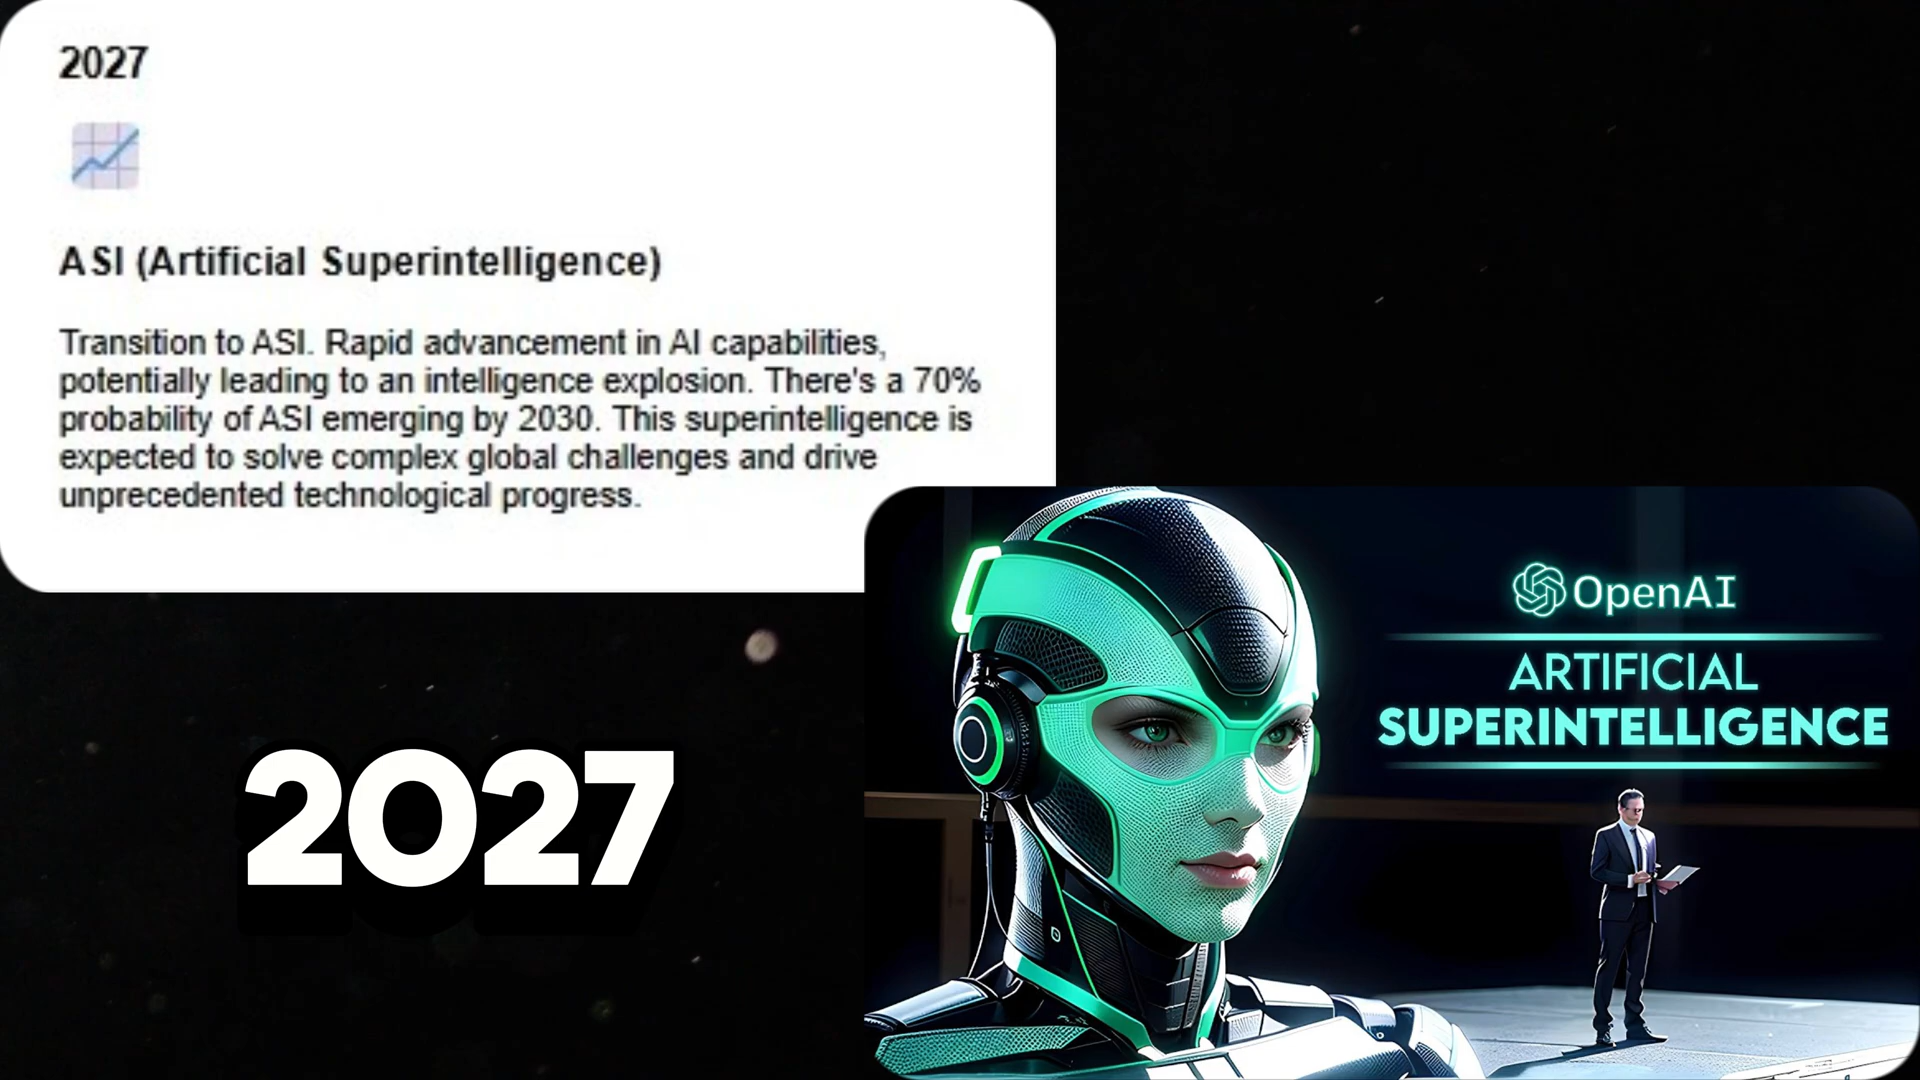 2027
ASI (Artificial Superintelligence)
Transition to ASI. Rapid advancement in AI capabilities,
potentially leading to an intelligence explosion. There's a 70%
probability of ASI emerging by 2030. This superintelligence is
expected to solve complex global challenges and drive
unprecedented technological progress.
OpenAI
ARTIFICIAL
SUPERINTELLIGENCE
2027